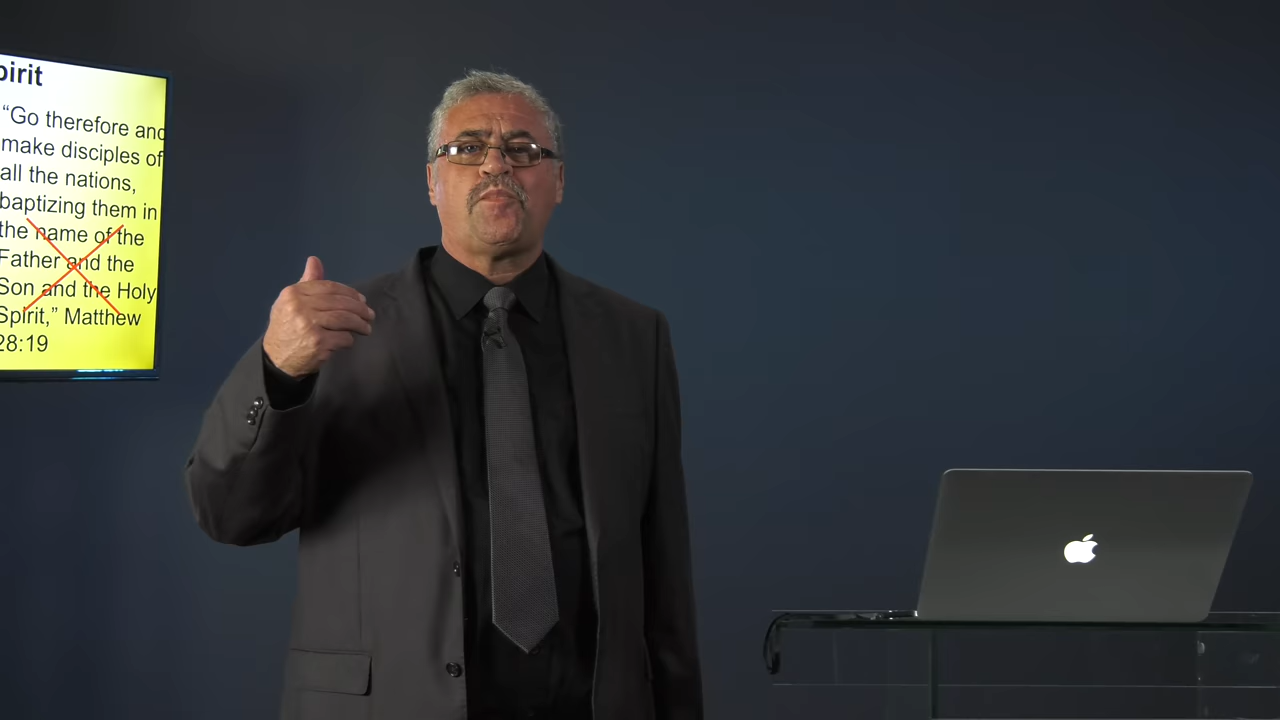 pirit
“Go therefore and
make disciples of
all the nations,
baptizing them in
the name of the
Father and the
Son and the Holy
Spirit,” Matthew
28:19